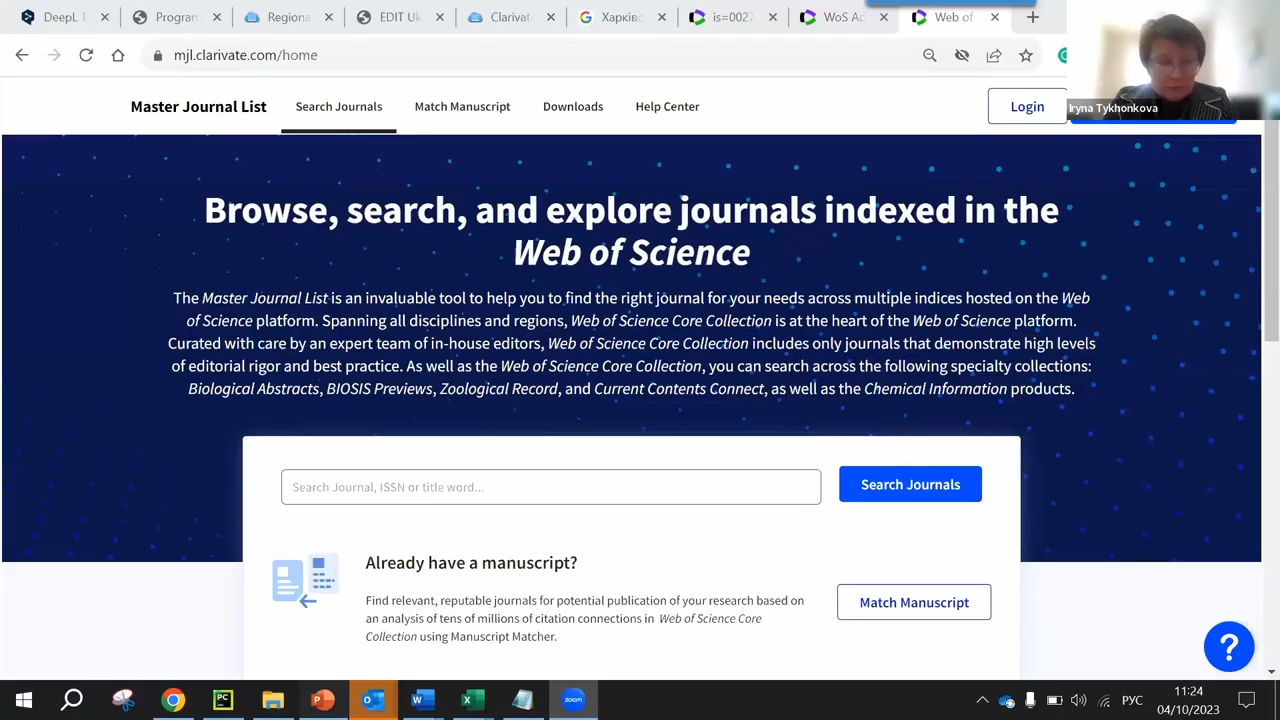 DeepL T
Program
Regiona
EDIT Uk
Clarivat
Харківс
is=0027
WoS Ad
Web of
mjl.clarivate.com/home
Iryna Tykhonkova
Master Journal List
Search Journals
Match Manuscript
Downloads
Help Center
Login
Browse, search, and explore journals indexed in the
Web of Science
The Master Journal List is an invaluable tool to help you to find the right journal for your needs across multiple indices hosted on the Web
of Science platform. Spanning all disciplines and regions, Web of Science Core Collection is at the heart of the Web of Science platform.
Curated with care by an expert team of in-house editors, Web of Science Core Collection includes only journals that demonstrate high levels
of editorial rigor and best practice. As well as the Web of Science Core Collection, you can search across the following specialty collections:
Biological Abstracts, BIOSIS Previews, Zoological Record, and Current Contents Connect, as well as the Chemical Information products.
Search Journal, ISSN or title word...
Search Journals
Already have a manuscript?
Find relevant, reputable journals for potential publication of your research based on
an analysis of tens of millions of citation connections in Web of Science Core
Collection using Manuscript Matcher.
Match Manuscript
?
PC
zoom
РУС
11:24
04/10/2023